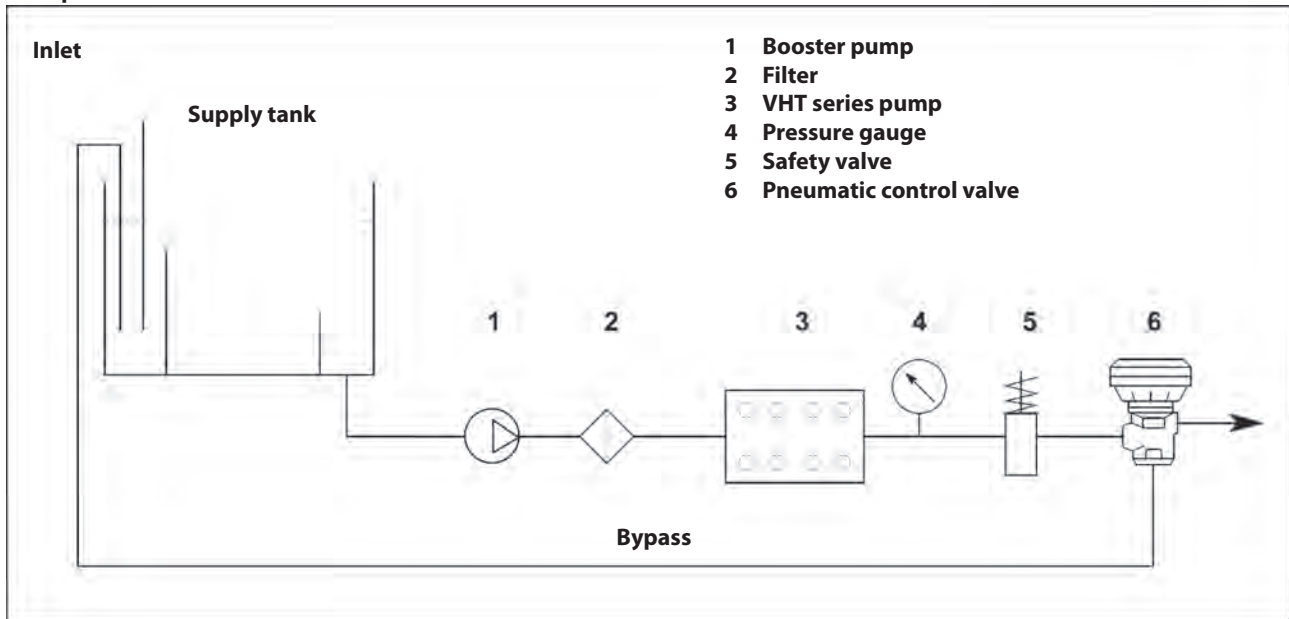 Inlet
Supply tank
1 Booster pump
2 Filter
3 VHT series pump
4 Pressure gauge
5 Safety valve
6 Pneumatic control valve
1 2 3 4 5 6
Bypass